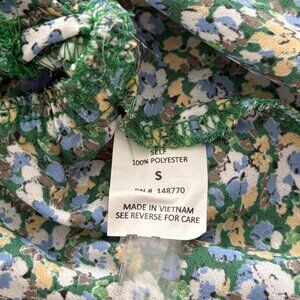 SELF
100% POLYESTER
S
RN # 148770
MADE IN VIETNAM
SEE REVERSE FOR CARE